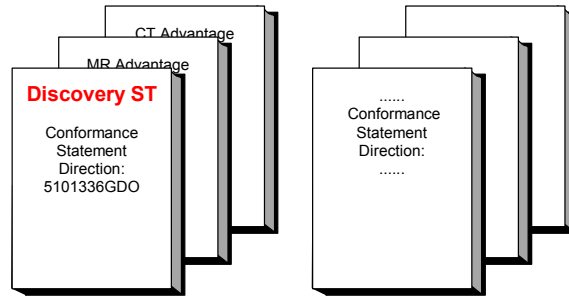 CT Advantage
MR Advantage
Discovery ST
Conformance
Statement
Direction:
5101336GDO
......
Conformance
Statement
Direction:
......